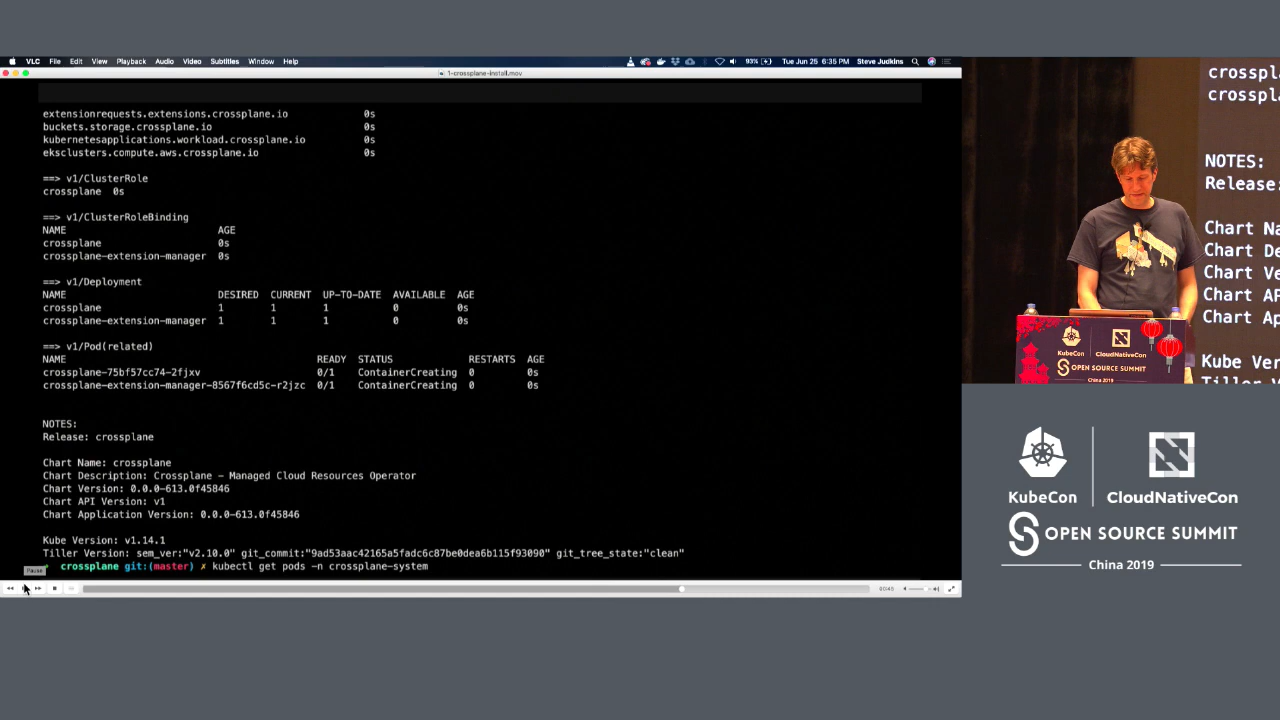 VLC File Edit View Playback Audio Video Subtitles Window Help 93% Tue Jun 25 6:35 PM Steve Judkins
1-crossplane-install.mov
extensionrequests.extensions.crossplane.io 0s
buckets.storage.crossplane.io 0s
kubernetesapplications.workload.crossplane.io 0s
eksclusters.compute.aws.crossplane.io 0s
==> v1/ClusterRole
crossplane 0s
==> v1/ClusterRoleBinding
NAME AGE
crossplane 0s
crossplane-extension-manager 0s
==> v1/Deployment
NAME DESIRED CURRENT UP-TO-DATE AVAILABLE AGE
crossplane 1 1 1 0 0s
crossplane-extension-manager 1 1 1 0 0s
==> v1/Pod(related)
NAME READY STATUS RESTARTS AGE
crossplane-75bf57cc74-2fjxv 0/1 ContainerCreating 0 0s
crossplane-extension-manager-8567f6cd5c-r2jzc 0/1 ContainerCreating 0 0s
NOTES:
Release: crossplane
Chart Name: crossplane
Chart Description: Crossplane - Managed Cloud Resources Operator
Chart Version: 0.0.0-613.0f45846
Chart API Version: v1
Chart Application Version: 0.0.0-613.0f45846
Kube Version: v1.14.1
Tiller Version: sem_ver:"v2.10.0" git_commit:"9ad53aac42165a5fadc6c87be0dea6b115f93090" git_tree_state:"clean"
crossplane git:(master) ✗ kubectl get pods -n crossplane-system
Pause
00:45
crosspl
crosspl
NOTES:
Release:
Chart Na
Chart De
Chart Ve
Chart AP
Chart Ap
Kube Ver
Tiller V
KubeCon CloudNativeCon
OPEN SOURCE SUMMIT
China 2019
KubeCon CloudNativeCon
OPEN SOURCE SUMMIT
China 2019